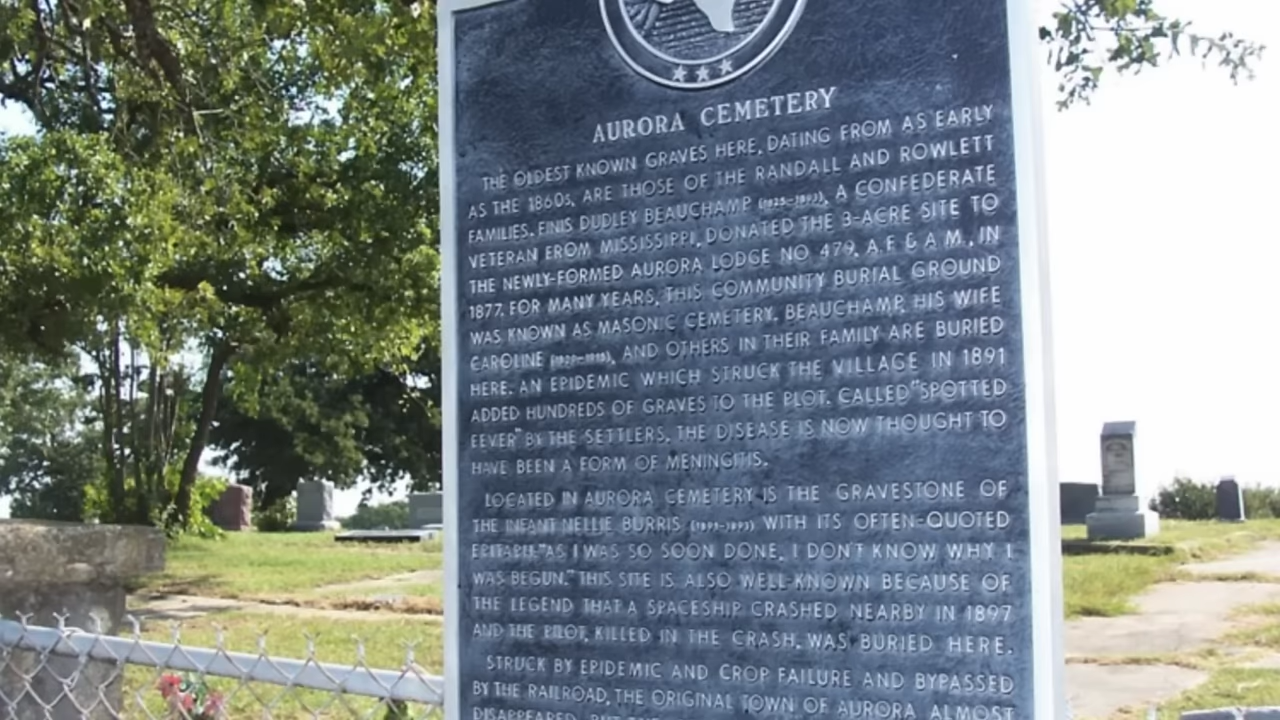 AURORA CEMETERY
THE OLDEST KNOWN GRAVES HERE, DATING FROM AS EARLY
AS THE 1860s, ARE THOSE OF THE RANDALL AND ROWLETT
FAMILIES. FINIS DUDLEY BEAUCHAMP (1825-1893), A CONFEDERATE
VETERAN FROM MISSISSIPPI, DONATED THE 3-ACRE SITE TO
THE NEWLY-FORMED AURORA LODGE NO. 479, A.F. & A.M., IN
1877. FOR MANY YEARS, THIS COMMUNITY BURIAL GROUND
WAS KNOWN AS MASONIC CEMETERY. BEAUCHAMP, HIS WIFE
CAROLINE , AND OTHERS IN THEIR FAMILY ARE BURIED
HERE. AN EPIDEMIC WHICH STRUCK THE VILLAGE IN 1891
ADDED HUNDREDS OF GRAVES TO THE PLOT. CALLED "SPOTTED
FEVER" BY THE SETTLERS, THE DISEASE IS NOW THOUGHT TO
HAVE BEEN A FORM OF MENINGITIS.
LOCATED IN AURORA CEMETERY IS THE GRAVESTONE OF
THE INFANT NELLIE BURRIS (1891-1893) WITH ITS OFTEN-QUOTED
EPITAPH: "AS I WAS SO SOON DONE, I DON'T KNOW WHY I
WAS BEGUN." THIS SITE IS ALSO WELL-KNOWN BECAUSE OF
THE LEGEND THAT A SPACESHIP CRASHED NEARBY IN 1897
AND THE PILOT, KILLED IN THE CRASH, WAS BURIED HERE.
STRUCK BY EPIDEMIC AND CROP FAILURE AND BYPASSED
BY THE RAILROAD, THE ORIGINAL TOWN OF AURORA ALMOST
DISAPPEARED, BUT THE